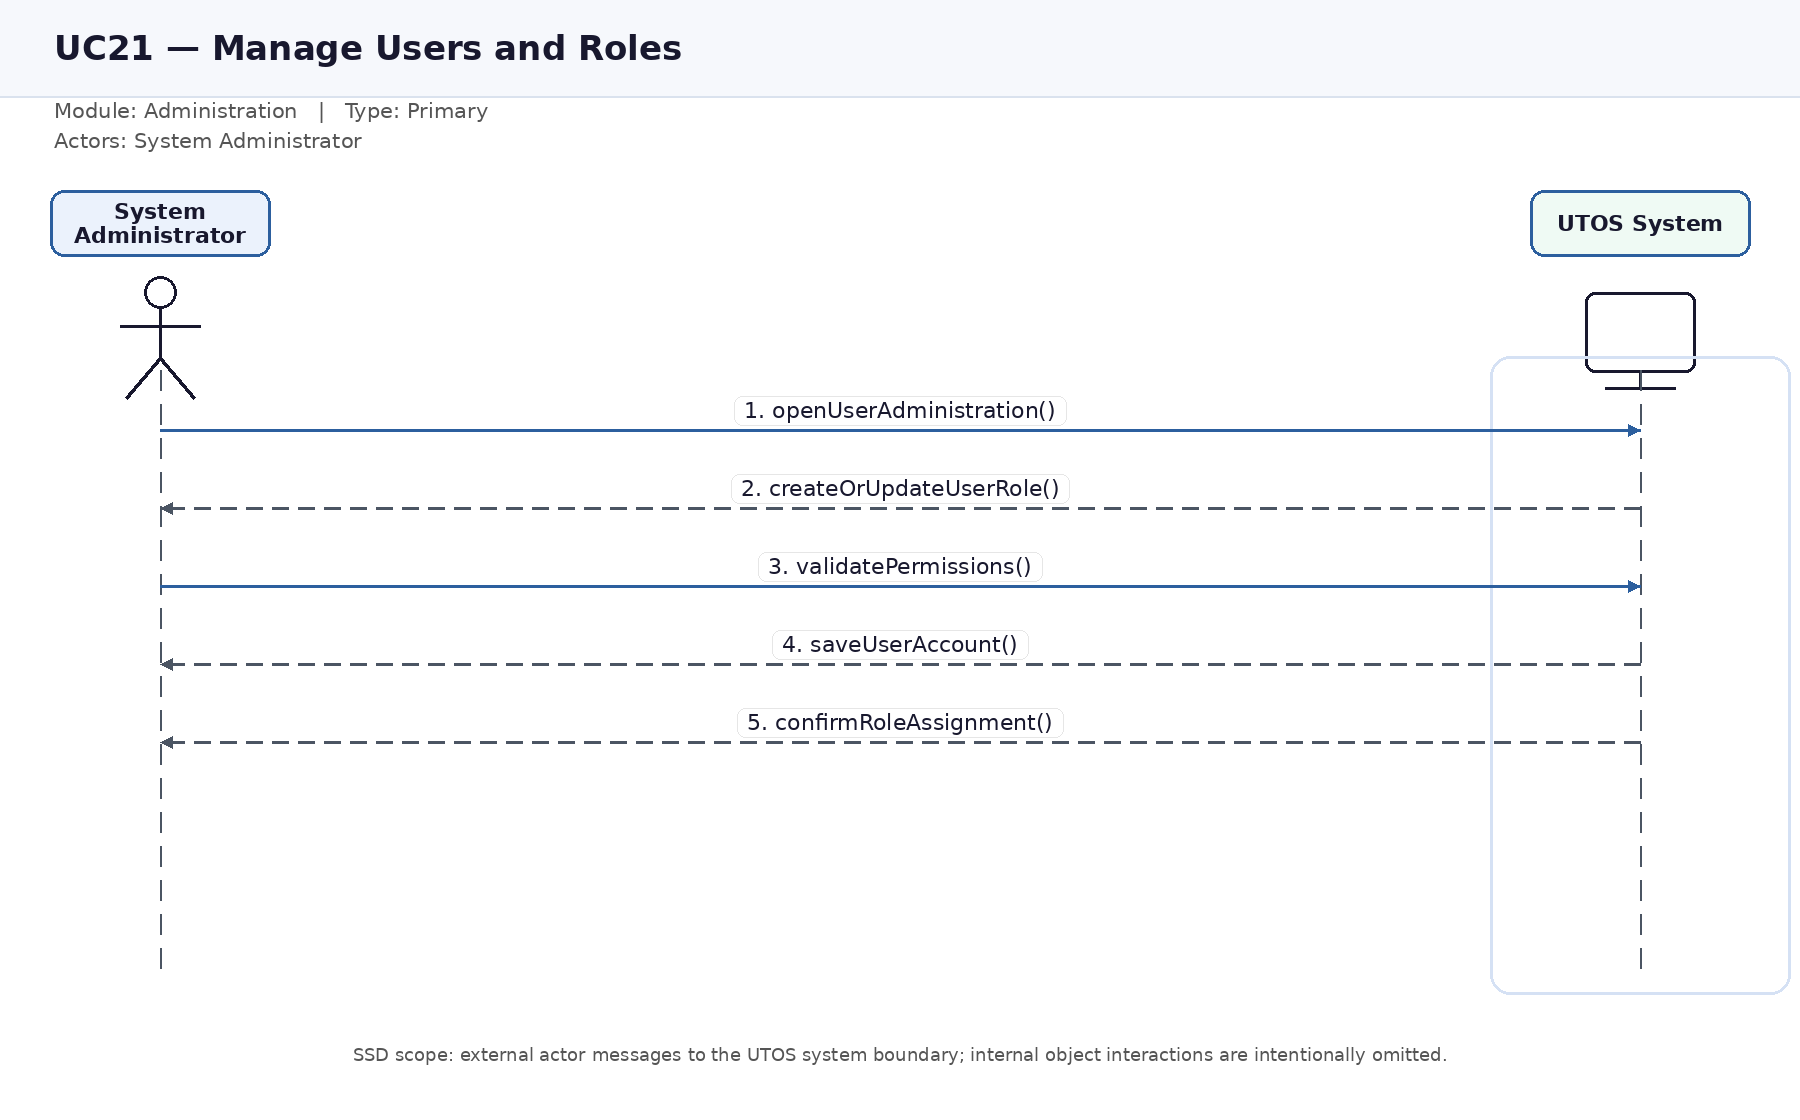 UC21 — Manage Users and Roles
Module: Administration | Type: Primary
Actors: System Administrator
System
Administrator
UTOS System
1. openUserAdministration()
2. createOrUpdateUserRole()
3. validatePermissions()
4. saveUserAccount()
5. confirmRoleAssignment()
SSD scope: external actor messages to the UTOS system boundary; internal object interactions are intentionally omitted.